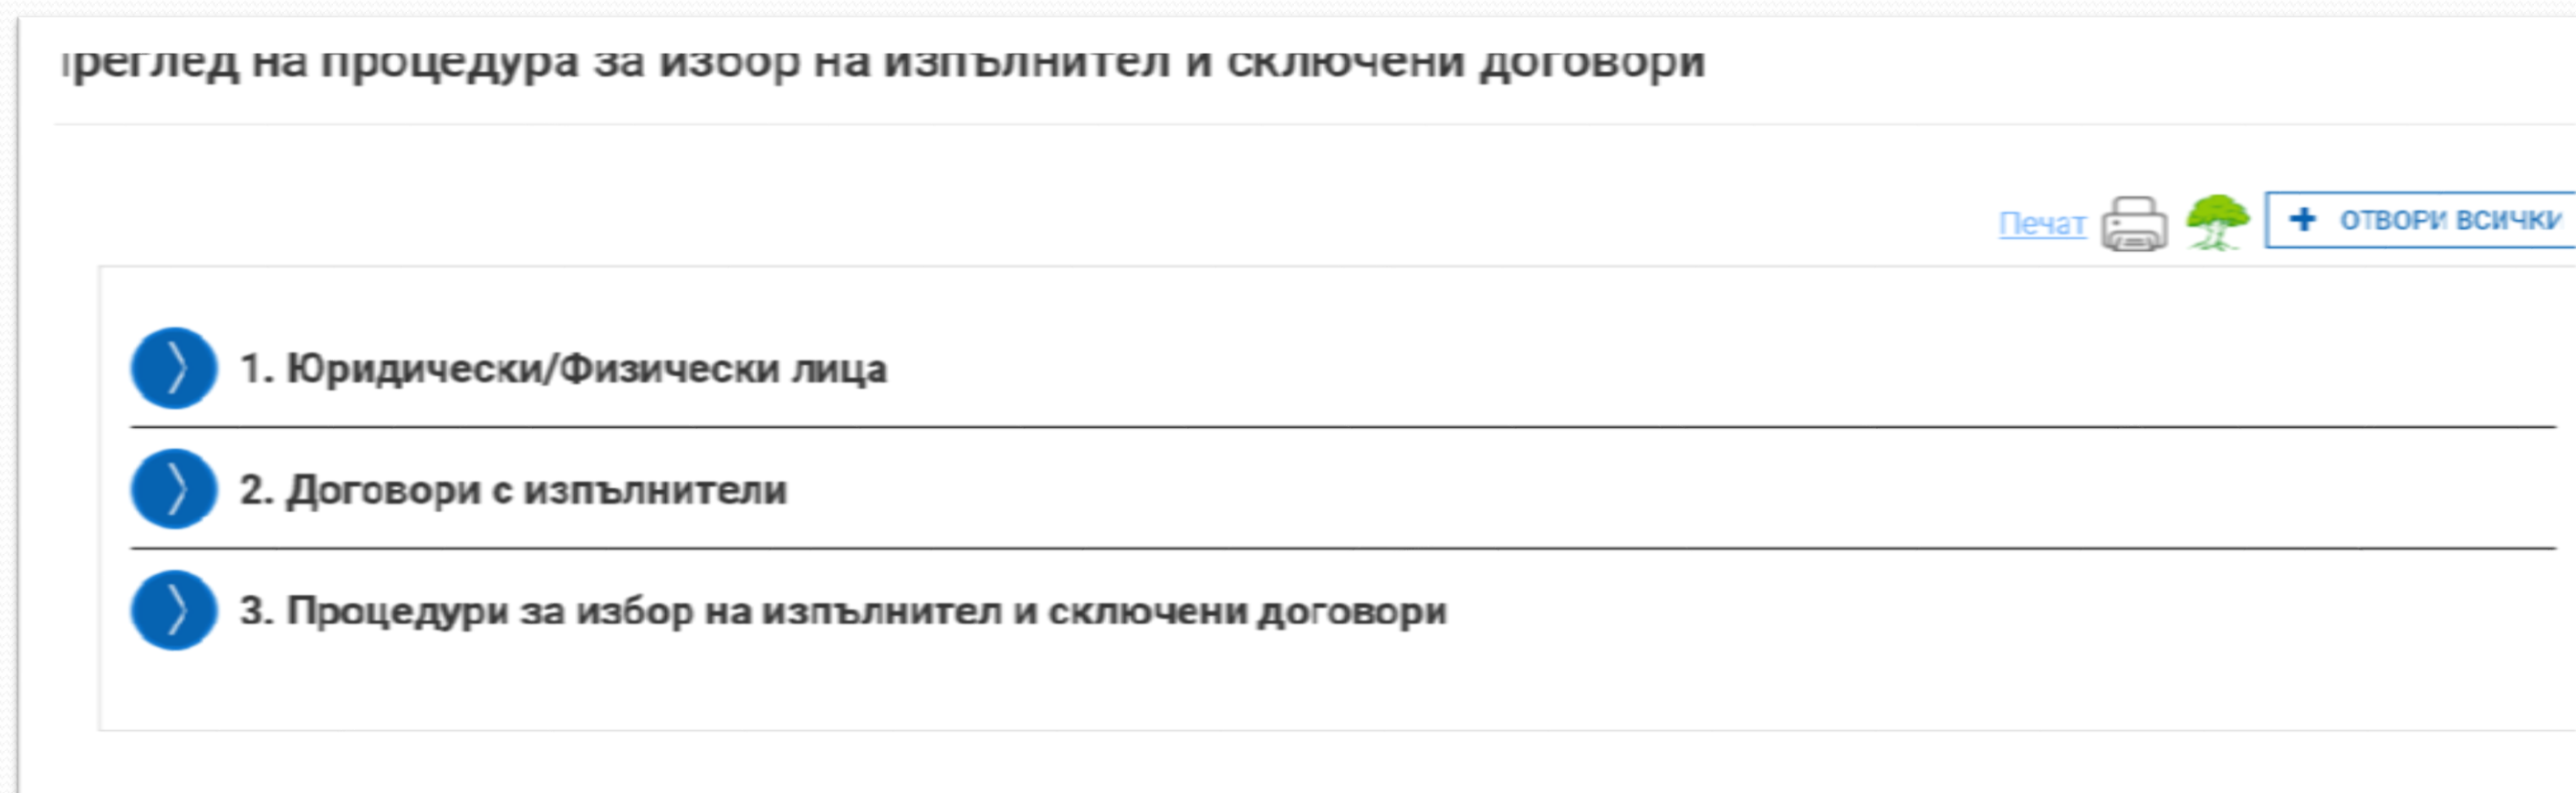 Преглед на процедура за избор на изпълнител и сключени договори
Печат + ОТВОРИ ВСИЧКИ
1. Юридически/Физически лица
2. Договори с изпълнители
3. Процедури за избор на изпълнител и сключени договори